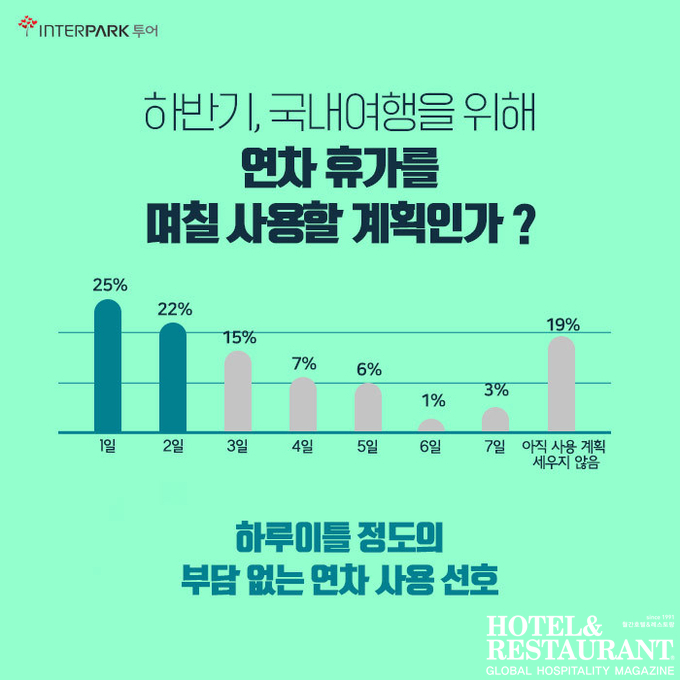 INTERPARK 투어
하반기, 국내여행을 위해
연차 휴가를
며칠 사용할 계획인가 ?
25%
22%
15%
7%
6%
1%
3%
19%
1일
2일
3일
4일
5일
6일
7일
아직 사용 계획
세우지 않음
하루이틀 정도의
부담 없는 연차 사용 선호
since 1991
HOTEL&
RESTAURANT
GLOBAL HOSPITALITY MAGAZINE